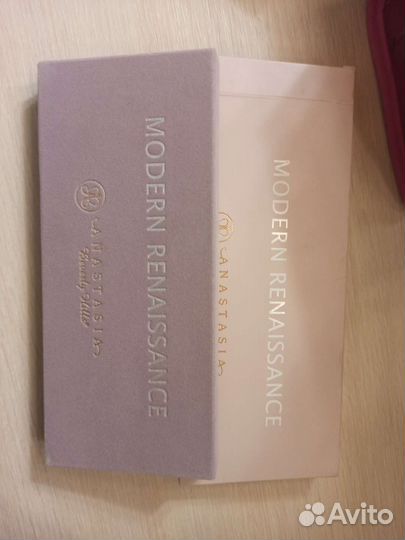 MODERN RENAISSANCE
ANASTASIA
Beverly Hills
MODERN RENAISSANCE
ANASTASIA
Avito